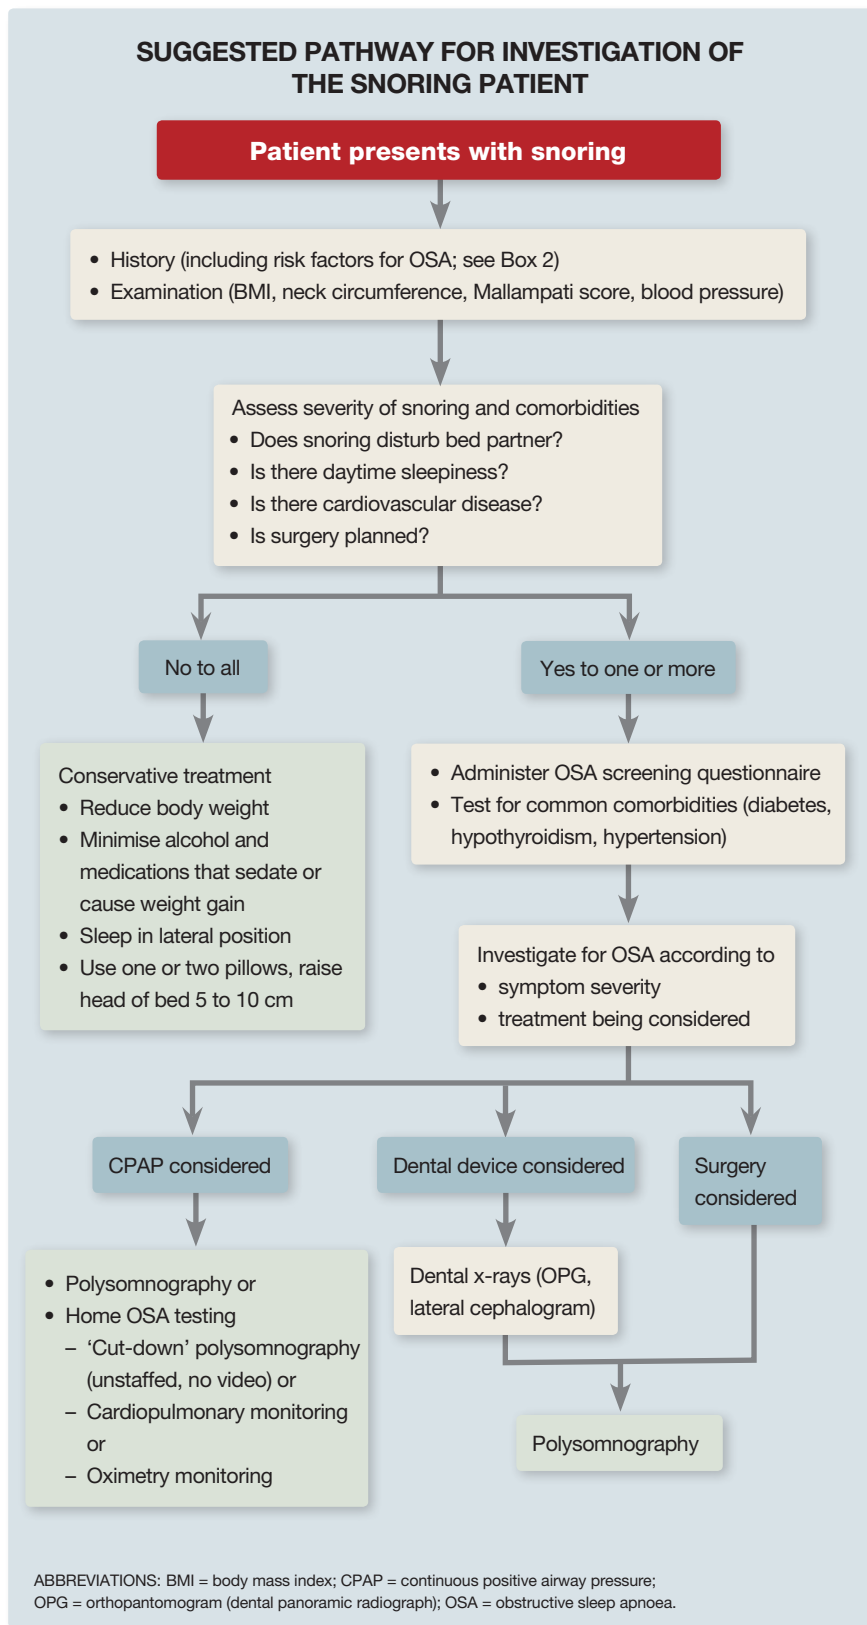 SUGGESTED PATHWAY FOR INVESTIGATION OF
THE SNORING PATIENT
Patient presents with snoring
• History (including risk factors for OSA; see Box 2)
• Examination (BMI, neck circumference, Mallampati score, blood pressure)
Assess severity of snoring and comorbidities
• Does snoring disturb bed partner?
• Is there daytime sleepiness?
• Is there cardiovascular disease?
• Is surgery planned?
No to all
Yes to one or more
Conservative treatment
• Reduce body weight
• Minimise alcohol and
medications that sedate or
cause weight gain
• Sleep in lateral position
• Use one or two pillows, raise
head of bed 5 to 10 cm
• Administer OSA screening questionnaire
• Test for common comorbidities (diabetes,
hypothyroidism, hypertension)
Investigate for OSA according to
• symptom severity
• treatment being considered
CPAP considered
Dental device considered
Surgery
considered
• Polysomnography or
• Home OSA testing
– ‘Cut-down’ polysomnography
(unstaffed, no video) or
– Cardiopulmonary monitoring
or
– Oximetry monitoring
Dental x-rays (OPG,
lateral cephalogram)
Polysomnography
ABBREVIATIONS: BMI = body mass index; CPAP = continuous positive airway pressure;
OPG = orthopantomogram (dental panoramic radiograph); OSA = obstructive sleep apnoea.